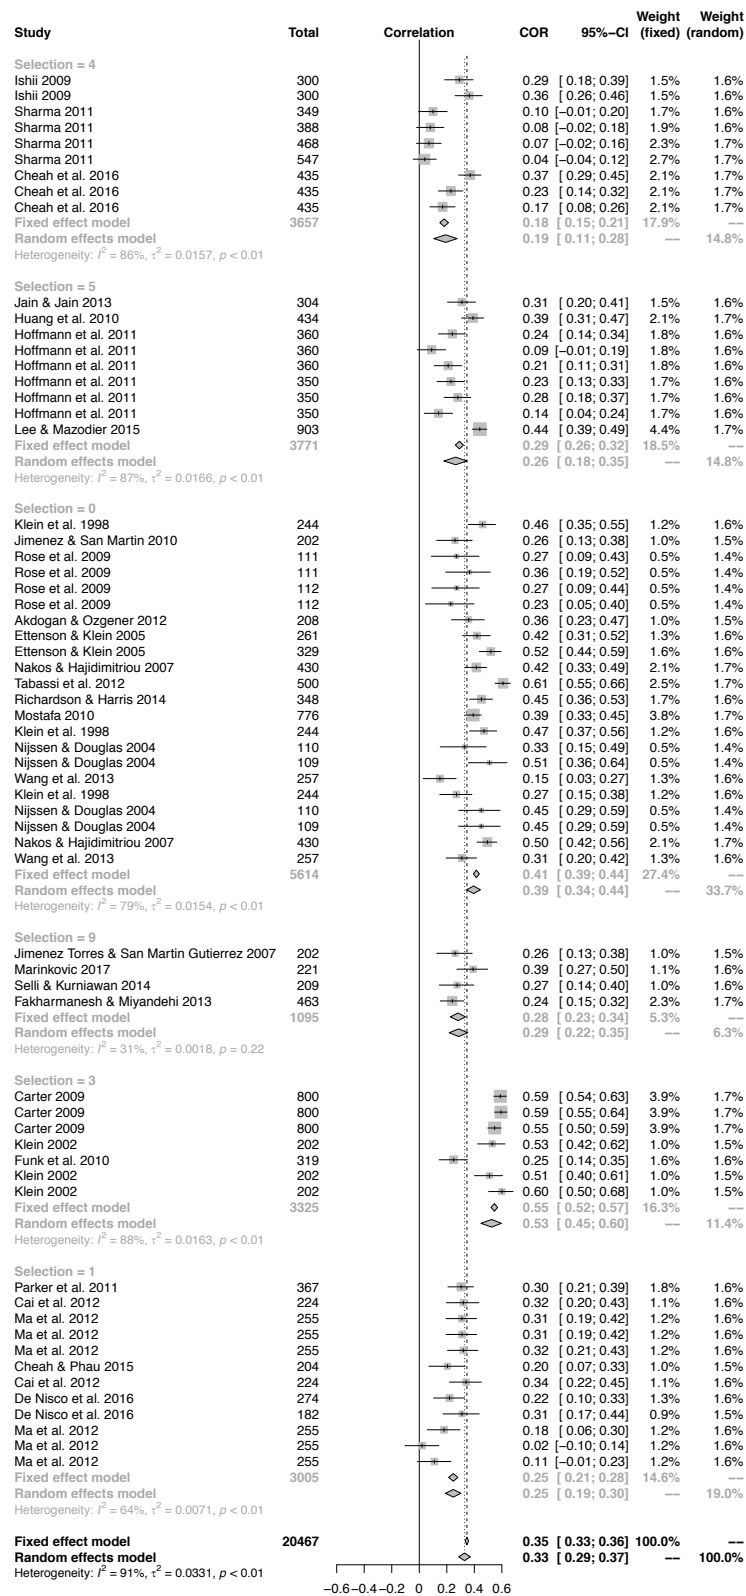 Weight Weight
Study Total Correlation COR 95%−CI (fixed) (random)
Selection = 4
Ishii 2009 300 0.29 [ 0.18; 0.39] 1.5% 1.6%
Ishii 2009 300 0.36 [ 0.26; 0.46] 1.5% 1.6%
Sharma 2011 349 0.10 [−0.01; 0.20] 1.7% 1.6%
Sharma 2011 388 0.08 [−0.02; 0.18] 1.9% 1.7%
Sharma 2011 468 0.07 [−0.02; 0.16] 2.3% 1.7%
Sharma 2011 547 0.04 [−0.04; 0.12] 2.7% 1.7%
Cheah et al. 2016 435 0.37 [ 0.29; 0.45] 2.1% 1.7%
Cheah et al. 2016 435 0.23 [ 0.14; 0.32] 2.1% 1.7%
Cheah et al. 2016 435 0.17 [ 0.08; 0.26] 2.1% 1.7%
Fixed effect model 3657 0.18 [ 0.15; 0.21] 17.9% −−
Random effects model 0.19 [ 0.11; 0.28] −− 14.8%
Heterogeneity: I² = 86%, τ² = 0.0157, p < 0.01
Selection = 5
Jain & Jain 2013 304 0.31 [ 0.20; 0.41] 1.5% 1.6%
Huang et al. 2010 434 0.39 [ 0.31; 0.47] 2.1% 1.7%
Hoffmann et al. 2011 360 0.24 [ 0.14; 0.34] 1.8% 1.6%
Hoffmann et al. 2011 360 0.09 [−0.01; 0.19] 1.8% 1.6%
Hoffmann et al. 2011 360 0.21 [ 0.11; 0.31] 1.8% 1.6%
Hoffmann et al. 2011 350 0.23 [ 0.13; 0.33] 1.7% 1.6%
Hoffmann et al. 2011 350 0.28 [ 0.18; 0.37] 1.7% 1.6%
Hoffmann et al. 2011 350 0.14 [ 0.04; 0.24] 1.7% 1.6%
Lee & Mazodier 2015 903 0.44 [ 0.39; 0.49] 4.4% 1.7%
Fixed effect model 3771 0.29 [ 0.26; 0.32] 18.5% −−
Random effects model 0.26 [ 0.18; 0.35] −− 14.8%
Heterogeneity: I² = 87%, τ² = 0.0166, p < 0.01
Selection = 0
Klein et al. 1998 244 0.46 [ 0.35; 0.55] 1.2% 1.6%
Jimenez & San Martin 2010 202 0.26 [ 0.13; 0.38] 1.0% 1.5%
Rose et al. 2009 111 0.27 [ 0.09; 0.43] 0.5% 1.4%
Rose et al. 2009 111 0.36 [ 0.19; 0.52] 0.5% 1.4%
Rose et al. 2009 112 0.27 [ 0.09; 0.44] 0.5% 1.4%
Rose et al. 2009 112 0.23 [ 0.05; 0.40] 0.5% 1.4%
Akdogan & Ozgener 2012 208 0.36 [ 0.23; 0.47] 1.0% 1.5%
Ettenson & Klein 2005 261 0.42 [ 0.31; 0.52] 1.3% 1.6%
Ettenson & Klein 2005 329 0.52 [ 0.44; 0.59] 1.6% 1.6%
Nakos & Hajidimitriou 2007 430 0.42 [ 0.33; 0.49] 2.1% 1.7%
Tabassi et al. 2012 500 0.61 [ 0.55; 0.66] 2.5% 1.7%
Richardson & Harris 2014 348 0.45 [ 0.36; 0.53] 1.7% 1.6%
Mostafa 2010 776 0.39 [ 0.33; 0.45] 3.8% 1.7%
Klein et al. 1998 244 0.47 [ 0.37; 0.56] 1.2% 1.6%
Nijssen & Douglas 2004 110 0.33 [ 0.15; 0.49] 0.5% 1.4%
Nijssen & Douglas 2004 109 0.51 [ 0.36; 0.64] 0.5% 1.4%
Wang et al. 2013 257 0.15 [ 0.03; 0.27] 1.3% 1.6%
Klein et al. 1998 244 0.27 [ 0.15; 0.38] 1.2% 1.6%
Nijssen & Douglas 2004 110 0.45 [ 0.29; 0.59] 0.5% 1.4%
Nijssen & Douglas 2004 109 0.45 [ 0.29; 0.59] 0.5% 1.4%
Nakos & Hajidimitriou 2007 430 0.50 [ 0.42; 0.56] 2.1% 1.7%
Wang et al. 2013 257 0.31 [ 0.20; 0.42] 1.3% 1.6%
Fixed effect model 5614 0.41 [ 0.39; 0.44] 27.4% −−
Random effects model 0.39 [ 0.34; 0.44] −− 33.7%
Heterogeneity: I² = 79%, τ² = 0.0154, p < 0.01
Selection = 9
Jimenez Torres & San Martin Gutierrez 2007 202 0.26 [ 0.13; 0.38] 1.0% 1.5%
Marinkovic 2017 221 0.39 [ 0.27; 0.50] 1.1% 1.6%
Selli & Kurniawan 2014 209 0.27 [ 0.14; 0.40] 1.0% 1.6%
Fakharmanesh & Miyandehi 2013 463 0.24 [ 0.15; 0.32] 2.3% 1.7%
Fixed effect model 1095 0.28 [ 0.23; 0.34] 5.3% −−
Random effects model 0.29 [ 0.22; 0.35] −− 6.3%
Heterogeneity: I² = 31%, τ² = 0.0018, p = 0.22
Selection = 3
Carter 2009 800 0.59 [ 0.54; 0.63] 3.9% 1.7%
Carter 2009 800 0.59 [ 0.55; 0.64] 3.9% 1.7%
Carter 2009 800 0.55 [ 0.50; 0.59] 3.9% 1.7%
Klein 2002 202 0.53 [ 0.42; 0.62] 1.0% 1.5%
Funk et al. 2010 319 0.25 [ 0.14; 0.35] 1.6% 1.6%
Klein 2002 202 0.51 [ 0.40; 0.61] 1.0% 1.5%
Klein 2002 202 0.60 [ 0.50; 0.68] 1.0% 1.5%
Fixed effect model 3325 0.55 [ 0.52; 0.57] 16.3% −−
Random effects model 0.53 [ 0.45; 0.60] −− 11.4%
Heterogeneity: I² = 88%, τ² = 0.0163, p < 0.01
Selection = 1
Parker et al. 2011 367 0.30 [ 0.21; 0.39] 1.8% 1.6%
Cai et al. 2012 224 0.32 [ 0.20; 0.43] 1.1% 1.6%
Ma et al. 2012 255 0.31 [ 0.19; 0.42] 1.2% 1.6%
Ma et al. 2012 255 0.31 [ 0.19; 0.42] 1.2% 1.6%
Ma et al. 2012 255 0.32 [ 0.21; 0.43] 1.2% 1.6%
Cheah & Phau 2015 204 0.20 [ 0.07; 0.33] 1.0% 1.5%
Cai et al. 2012 224 0.34 [ 0.22; 0.45] 1.1% 1.6%
De Nisco et al. 2016 274 0.22 [ 0.10; 0.33] 1.3% 1.6%
De Nisco et al. 2016 182 0.31 [ 0.17; 0.44] 0.9% 1.5%
Ma et al. 2012 255 0.18 [ 0.06; 0.30] 1.2% 1.6%
Ma et al. 2012 255 0.02 [−0.10; 0.14] 1.2% 1.6%
Ma et al. 2012 255 0.11 [−0.01; 0.23] 1.2% 1.6%
Fixed effect model 3005 0.25 [ 0.21; 0.28] 14.6% −−
Random effects model 0.25 [ 0.19; 0.30] −− 19.0%
Heterogeneity: I² = 64%, τ² = 0.0071, p < 0.01
Fixed effect model 20467 0.35 [ 0.33; 0.36] 100.0% −−
Random effects model 0.33 [ 0.29; 0.37] −− 100.0%
Heterogeneity: I² = 91%, τ² = 0.0331, p < 0.01
−0.6 −0.4 −0.2 0 0.2 0.4 0.6